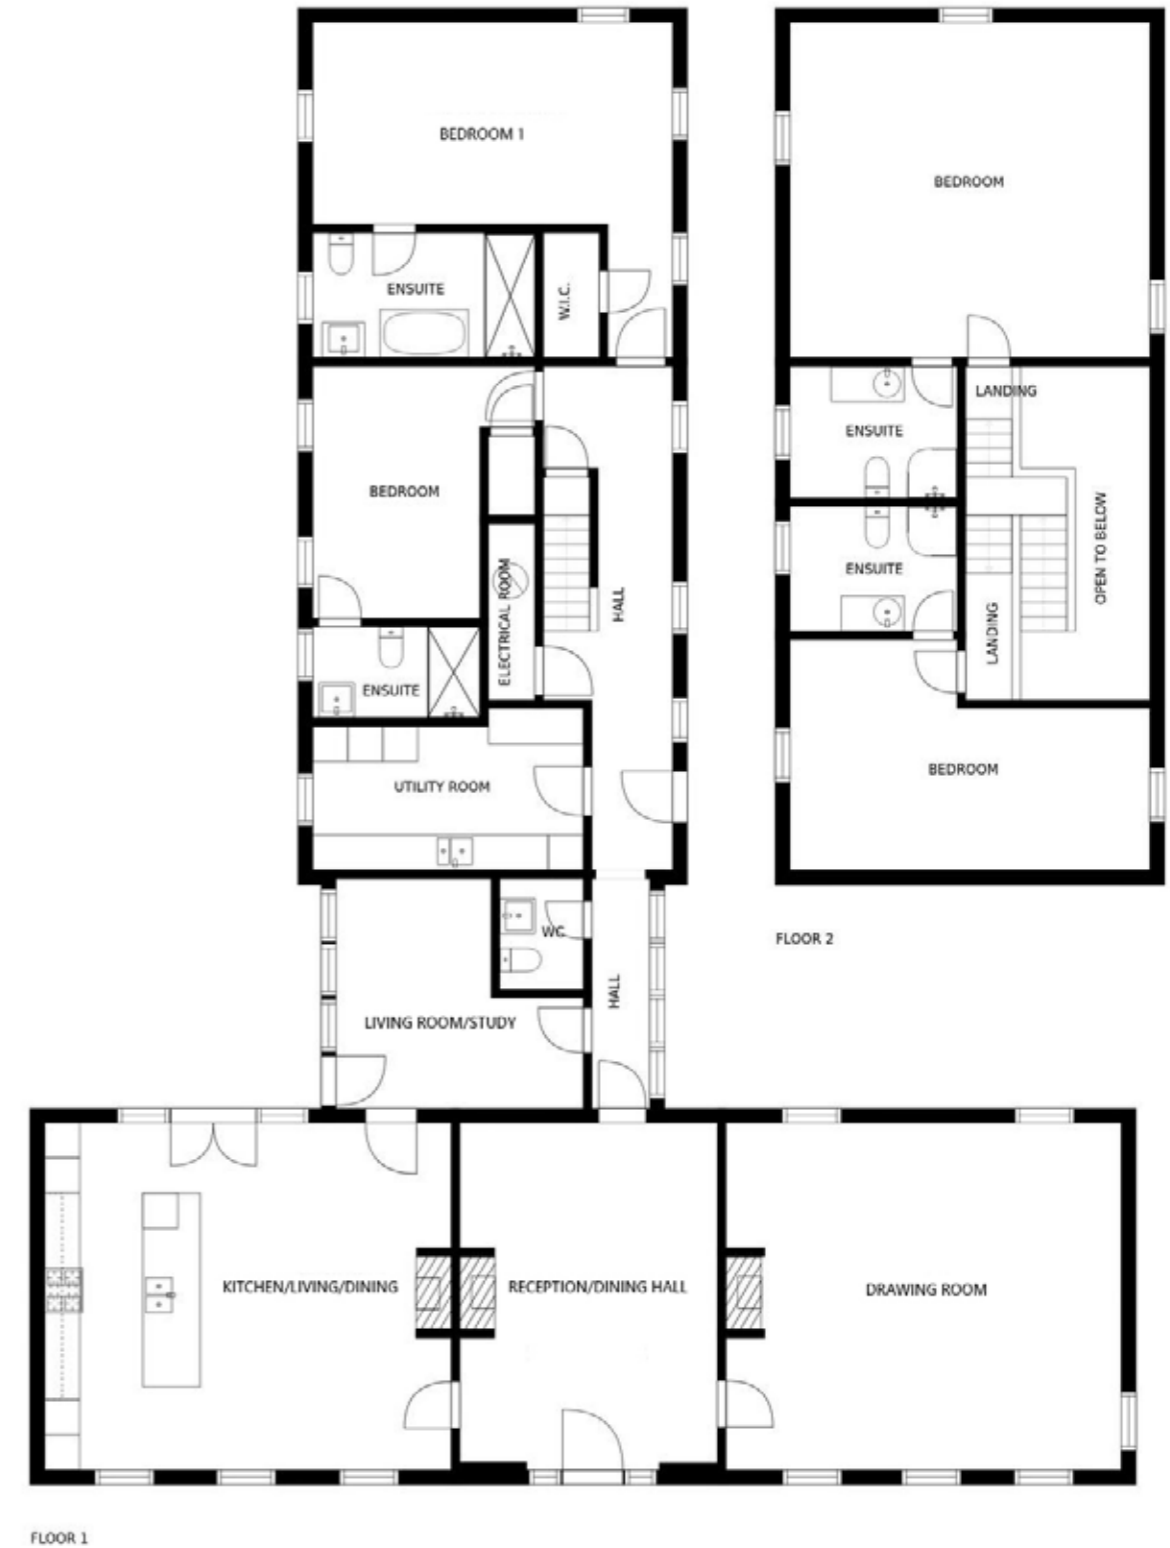 BEDROOM 1
ENSUITE
W.I.C.
BEDROOM
ELECTRICAL ROOM
HALL
ENSUITE
UTILITY ROOM
WC
HALL
LIVING ROOM/STUDY
KITCHEN/LIVING/DINING
RECEPTION/DINING HALL
DRAWING ROOM
FLOOR 1
BEDROOM
LANDING
ENSUITE
OPEN TO BELOW
ENSUITE
LANDING
BEDROOM
FLOOR 2